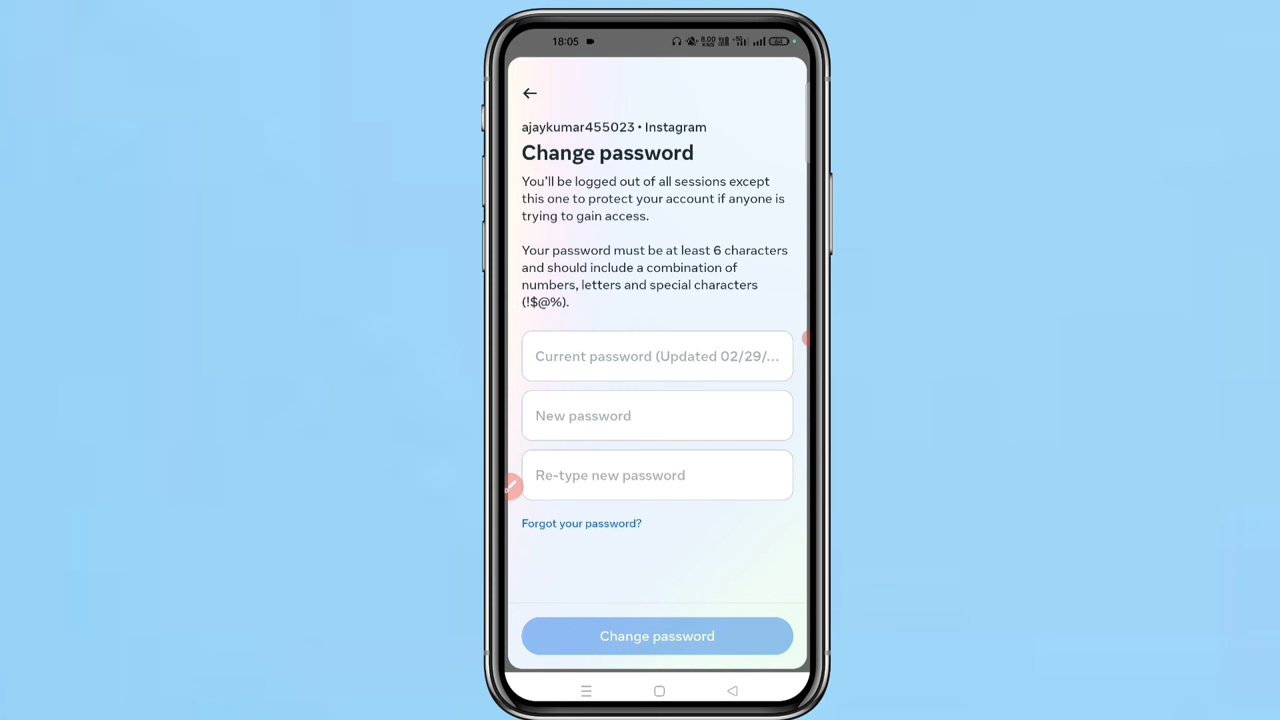 18:05
ajaykumar455023 • Instagram
Change password
You'll be logged out of all sessions except
this one to protect your account if anyone is
trying to gain access.
Your password must be at least 6 characters
and should include a combination of
numbers, letters and special characters
(!$@%).
Current password (Updated 02/29/...
New password
Re-type new password
Forgot your password?
Change password